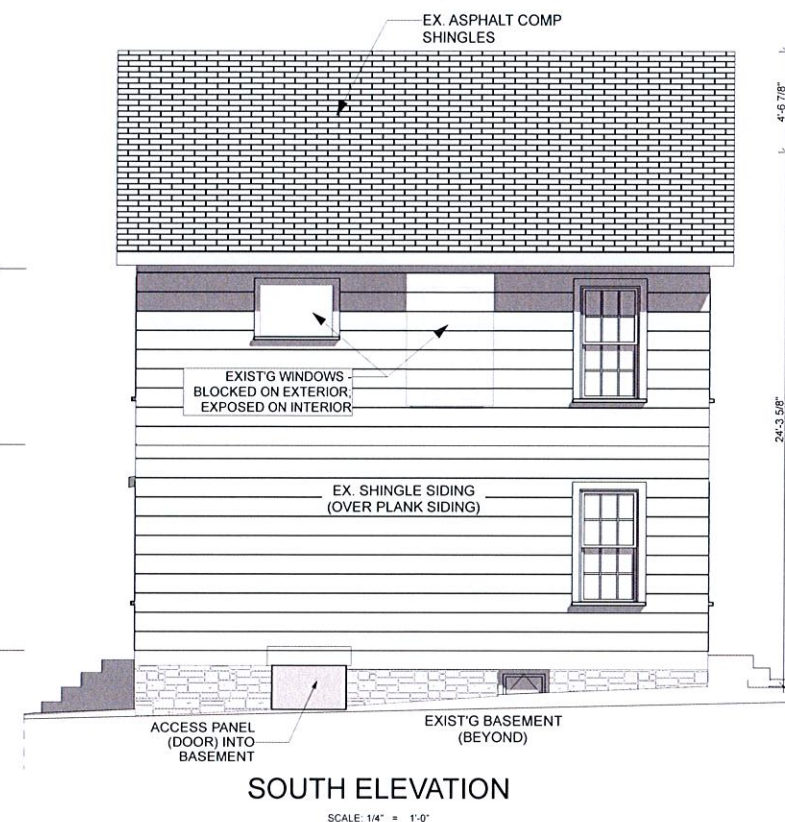 EX. ASPHALT COMP
SHINGLES
4'-6 7/8"
EXIST'G WINDOWS -
BLOCKED ON EXTERIOR;
EXPOSED ON INTERIOR
24'-3 5/8"
EX. SHINGLE SIDING
(OVER PLANK SIDING)
ACCESS PANEL
(DOOR) INTO
BASEMENT
EXIST'G BASEMENT
(BEYOND)
SOUTH ELEVATION
SCALE: 1/4" = 1'-0"